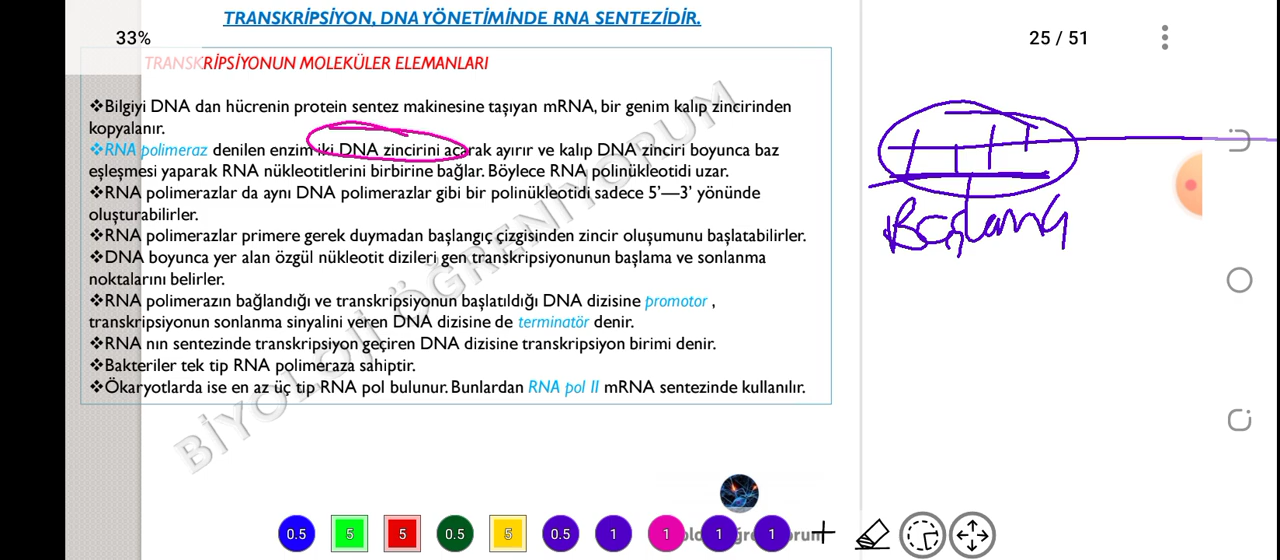 TRANSKRİPSİYON, DNA YÖNETİMİNDE RNA SENTEZİDİR.
33%
25 / 51
TRANSKRİPSİYONUN MOLEKÜLER ELEMANLARI
❖Bilgiyi DNA dan hücrenin protein sentez makinesine taşıyan mRNA, bir genim kalıp zincirinden
kopyalanır.
❖RNA polimeraz denilen enzim iki DNA zincirini açarak ayırır ve kalıp DNA zinciri boyunca baz
eşleşmesi yaparak RNA nükleotitlerini birbirine bağlar. Böylece RNA polinükleotidi uzar.
❖RNA polimerazlar da aynı DNA polimerazlar gibi bir polinükleotidi sadece 5’—3’ yönünde
oluşturabilirler.
❖RNA polimerazlar primere gerek duymadan başlangıç çizgisinden zincir oluşumunu başlatabilirler.
❖DNA boyunca yer alan özgül nükleotit dizileri gen transkripsiyonunun başlama ve sonlanma
noktalarını belirler.
❖RNA polimerazın bağlandığı ve transkripsiyonun başlatıldığı DNA dizisine promotor ,
transkripsiyonun sonlanma sinyalini veren DNA dizisine de terminatör denir.
❖RNA nın sentezinde transkripsiyon geçiren DNA dizisine transkripsiyon birimi denir.
❖Bakteriler tek tip RNA polimeraza sahiptir.
❖Ökaryotlarda ise en az üç tip RNA pol bulunur. Bunlardan RNA pol II mRNA sentezinde kullanılır.
BİYOLOJİ ÖĞRENİYORUM
0.5 5 5 0.5 5 0.5 1 1 1 1